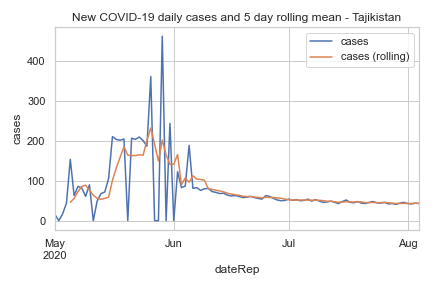 New COVID-19 daily cases and 5 day rolling mean - Tajikistan
cases
cases (rolling)
cases
400
300
200
100
0
May
2020
Jun
Jul
Aug
dateRep